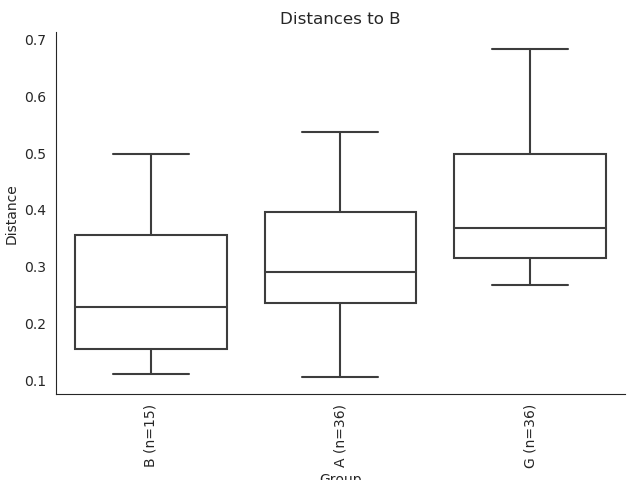 Distances to B
Distance
0.7
0.6
0.5
0.4
0.3
0.2
0.1
B (n=15)
A (n=36)
G (n=36)
Group